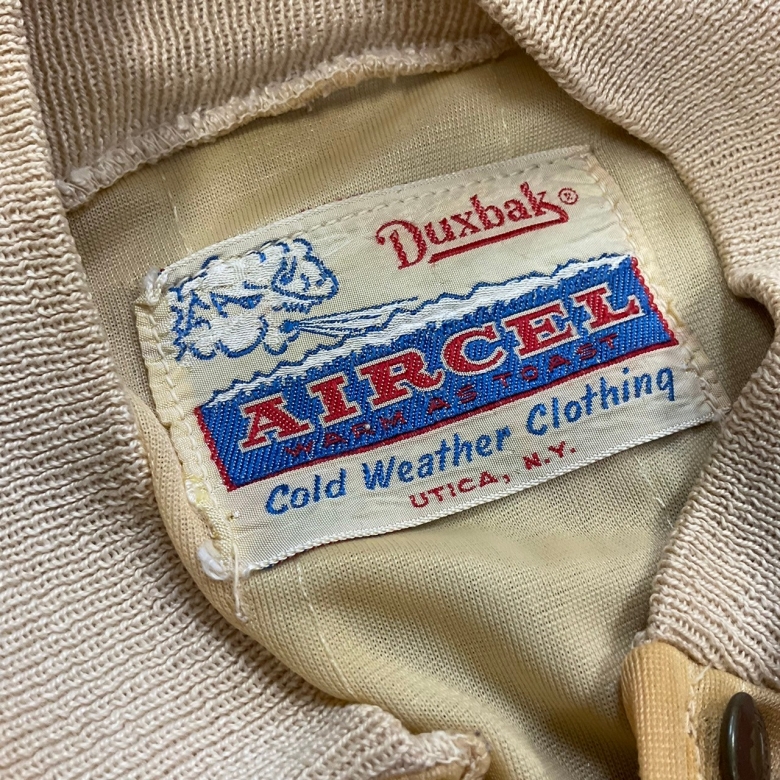 Duxbak®
AIRCEL
WARM AS TOAST
Cold Weather Clothing
UTICA, N.Y.